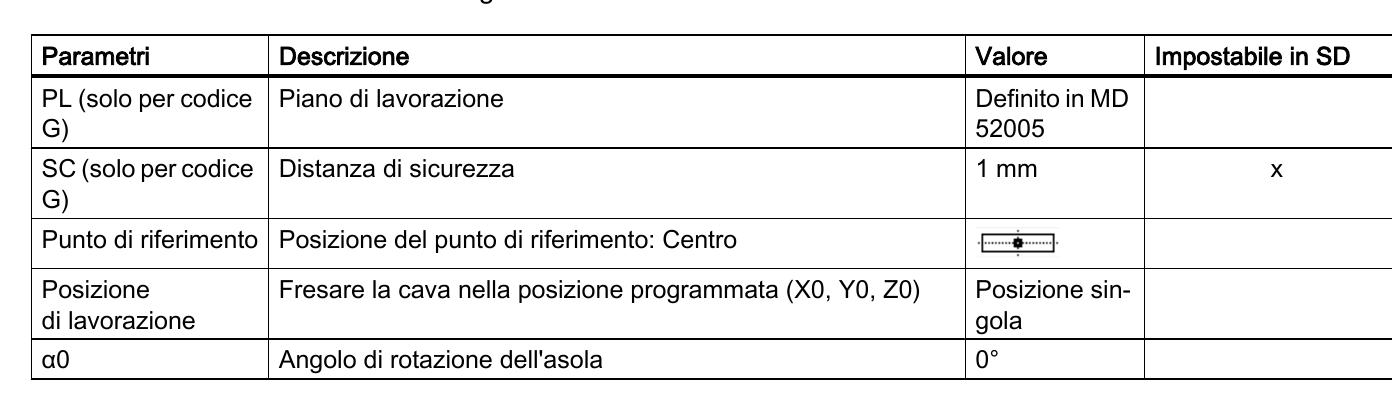 Parametri Descrizione Valore Impostabile in SD
PL (solo per codice Piano di lavorazione Definito in MD
G) 52005
SC (solo per codice Distanza di sicurezza 1 mm x
G)
Punto di riferimento Posizione del punto di riferimento: Centro
Posizione Fresare la cava nella posizione programmata (X0, Y0, Z0) Posizione sin-
di lavorazione gola
α0 Angolo di rotazione dell'asola 0°